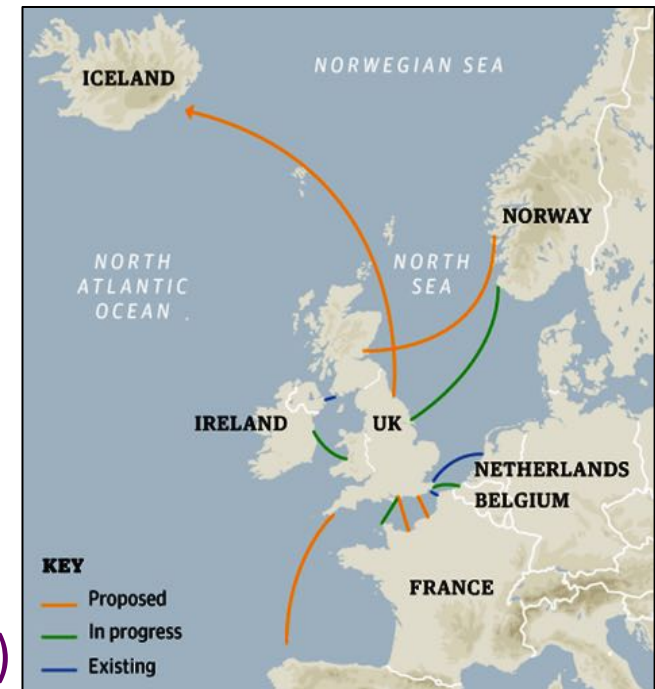 ICELAND
NORWEGIAN SEA
NORWAY
NORTH
SEA
NORTH
ATLANTIC
OCEAN
IRELAND
UK
NETHERLANDS
BELGIUM
FRANCE
KEY
Proposed
In progress
Existing
)